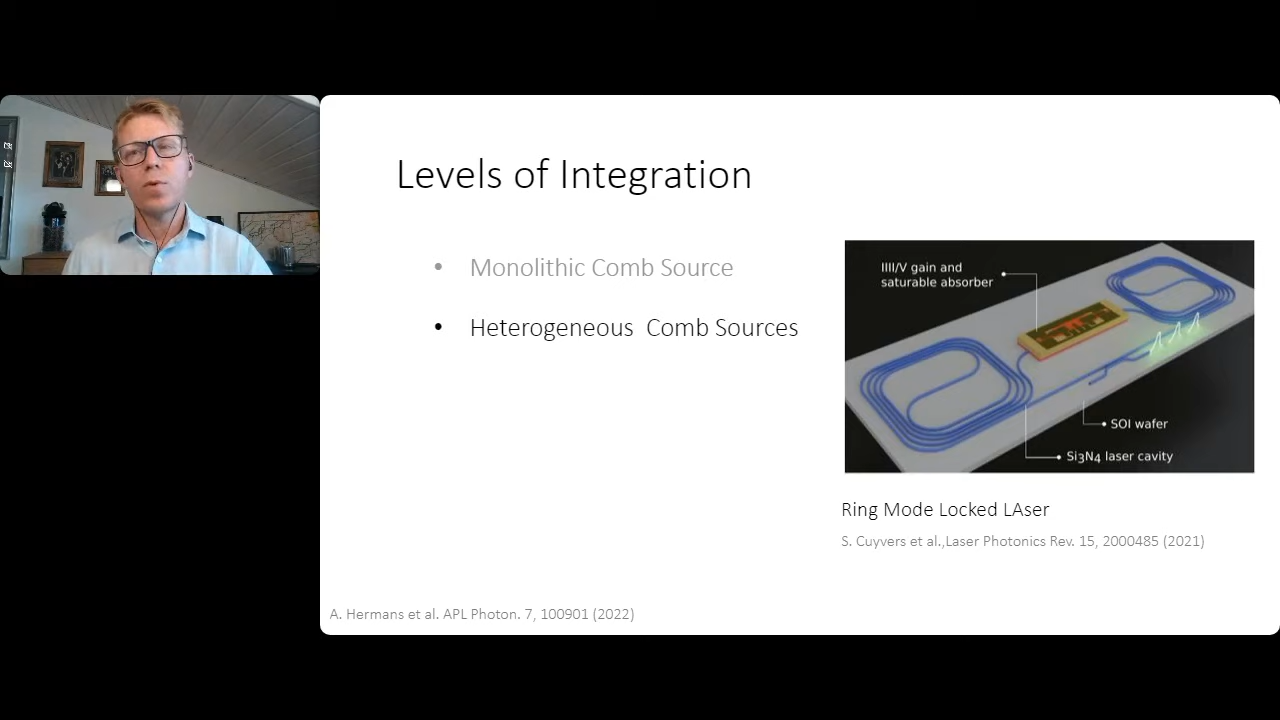 Levels of Integration
• Monolithic Comb Source
• Heterogeneous Comb Sources
IIII/V gain and
saturable absorber
SOI wafer
Si3N4 laser cavity
Ring Mode Locked LAser
S. Cuyvers et al.,Laser Photonics Rev. 15, 2000485 (2021)
A. Hermans et al. APL Photon. 7, 100901 (2022)